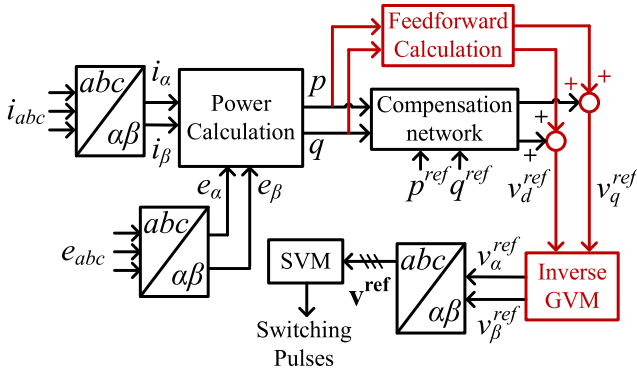 Feedforward
Calculation
abc
αβ
i_abc
i_α
i_β
Power
Calculation
p
q
Compensation
network
+
+
+
+
p^ref q^ref
v_d^ref
v_q^ref
e_α
e_β
e_abc
abc
αβ
SVM
v^ref
abc
αβ
v_α^ref
v_β^ref
Inverse
GVM
Switching
Pulses